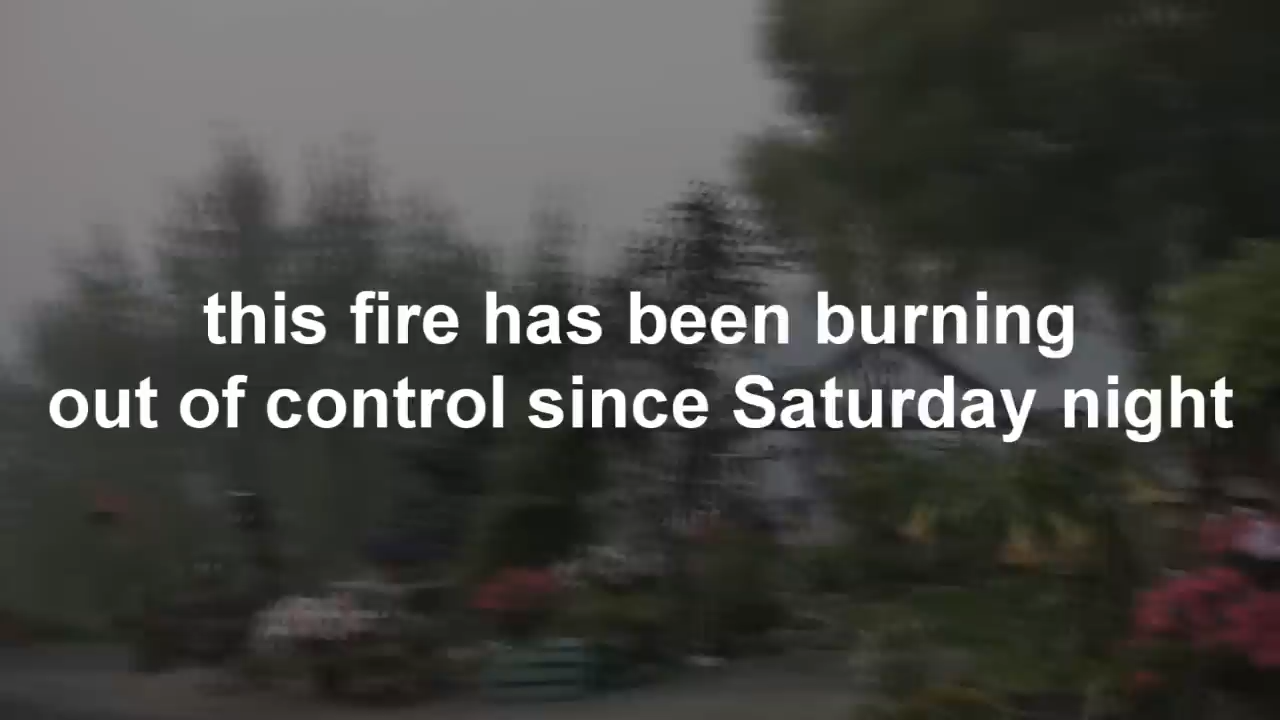 this fire has been burning
out of control since Saturday night